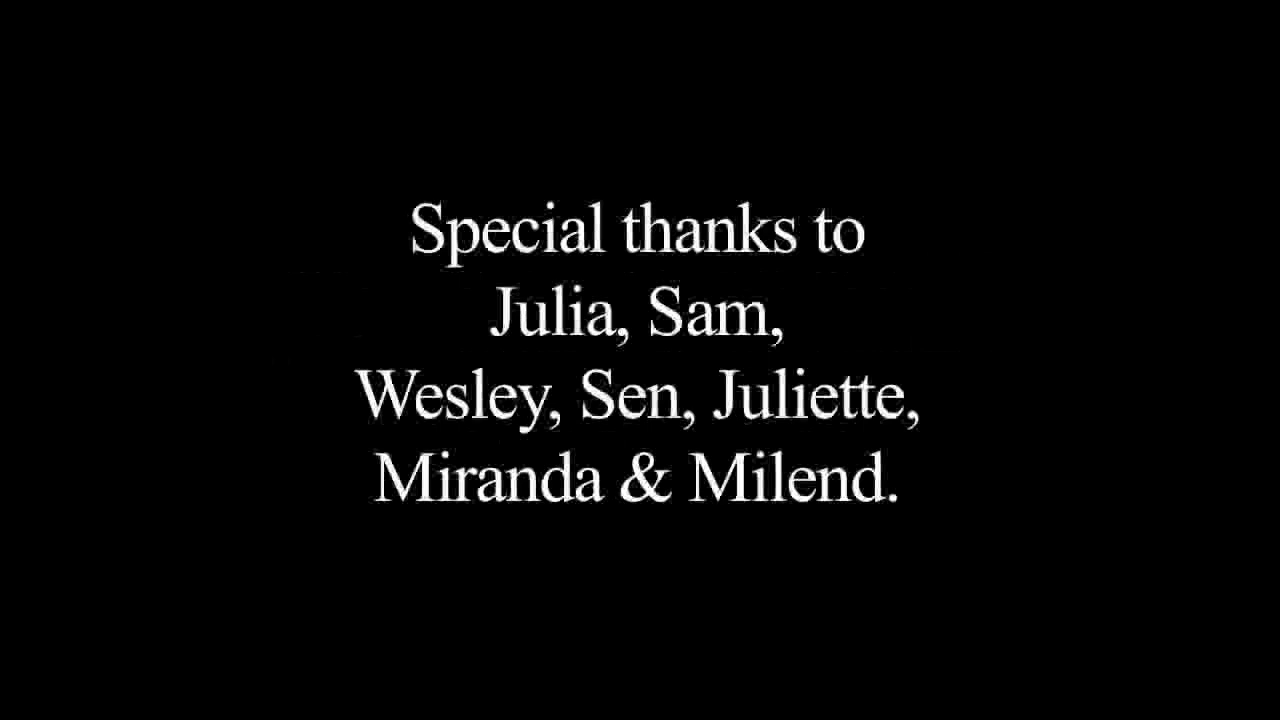 Special thanks to
Julia, Sam,
Wesley, Sen, Juliette,
Miranda & Milend.